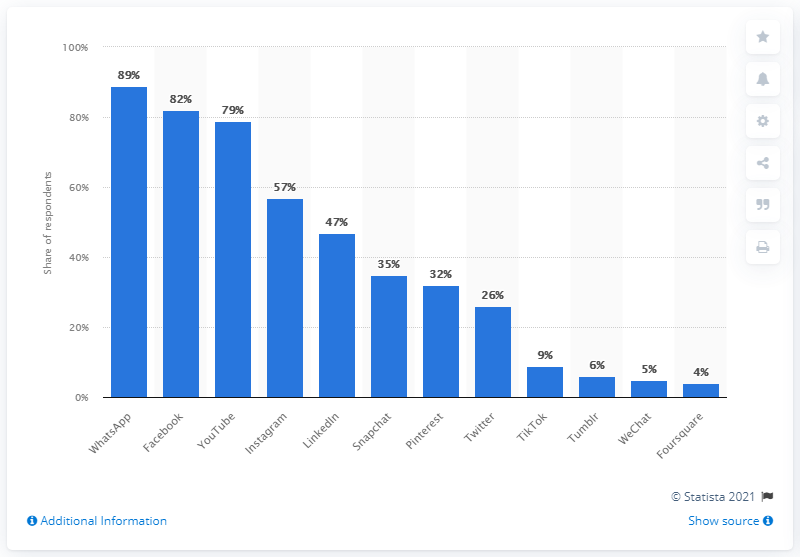 100%
80%
60%
40%
20%
0%
Share of respondents
89%
82%
79%
57%
47%
35%
32%
26%
9%
6%
5%
4%
WhatsApp
Facebook
YouTube
Instagram
LinkedIn
Snapchat
Pinterest
Twitter
TikTok
Tumblr
WeChat
Foursquare
© Statista 2021
Additional Information
Show source